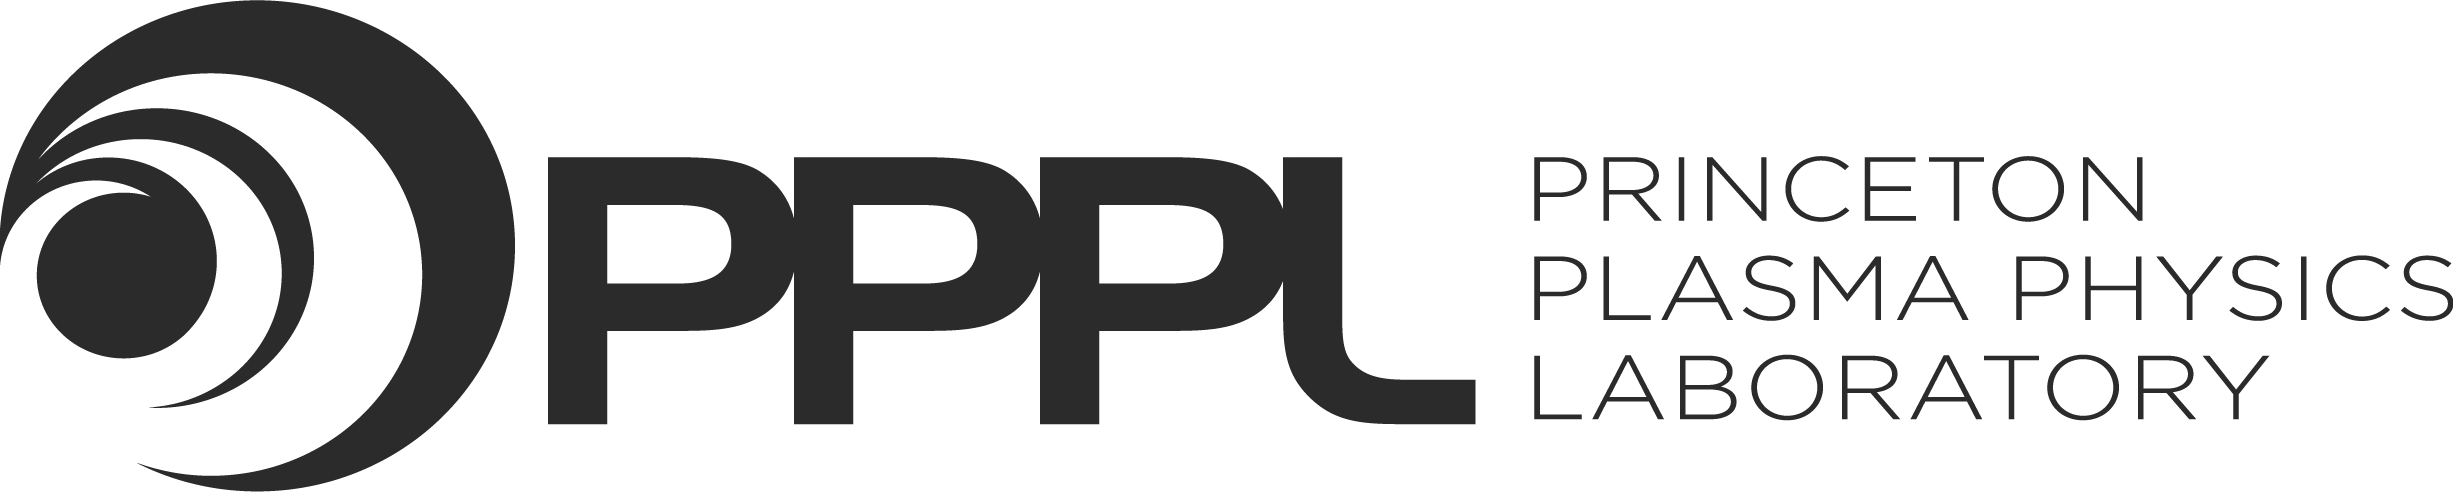 PPPL
PRINCETON
PLASMA PHYSICS
LABORATORY